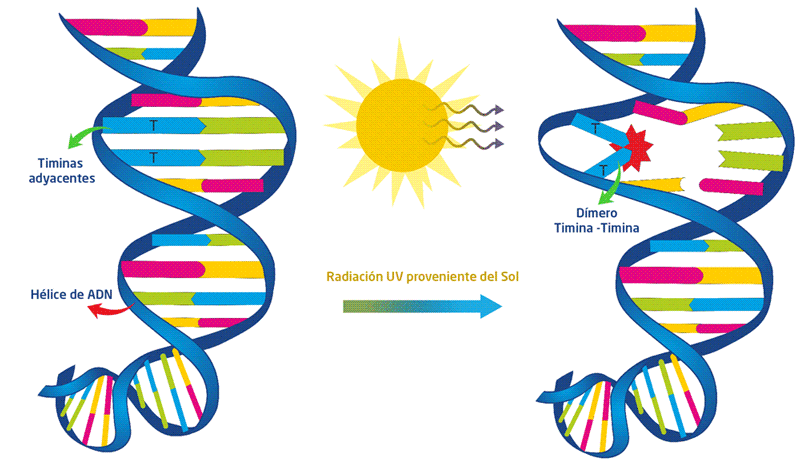 T
Timinas
adyacentes
T
Hélice de ADN
Radiación UV proveniente del Sol
T
T
Dímero
Timina -Timina